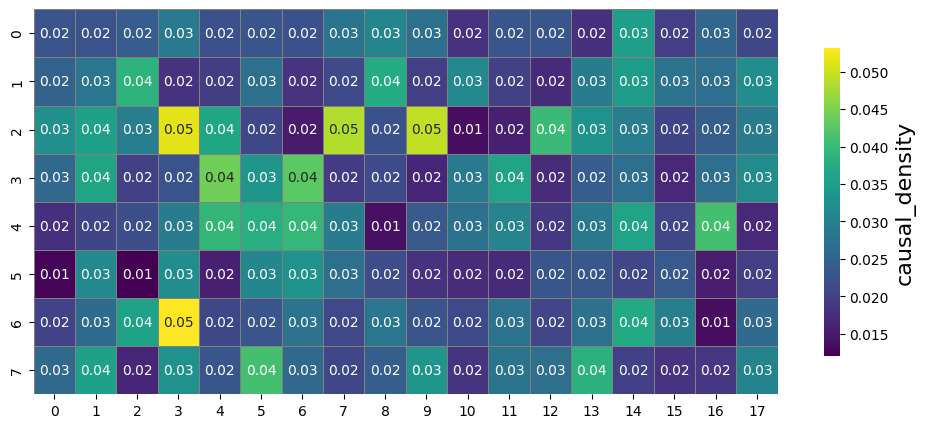 0 0.02 0.02 0.02 0.03 0.02 0.02 0.02 0.03 0.03 0.03 0.02 0.02 0.02 0.02 0.03 0.02 0.03 0.02
1 0.02 0.03 0.04 0.02 0.02 0.03 0.02 0.02 0.04 0.02 0.03 0.02 0.02 0.03 0.03 0.03 0.03 0.03
2 0.03 0.04 0.03 0.05 0.04 0.02 0.02 0.05 0.02 0.05 0.01 0.02 0.04 0.03 0.03 0.02 0.02 0.03
3 0.03 0.04 0.02 0.02 0.04 0.03 0.04 0.02 0.02 0.02 0.03 0.04 0.02 0.02 0.03 0.02 0.03 0.03
4 0.02 0.02 0.02 0.03 0.04 0.04 0.04 0.03 0.01 0.02 0.03 0.03 0.02 0.03 0.04 0.02 0.04 0.02
5 0.01 0.03 0.01 0.03 0.02 0.03 0.03 0.03 0.02 0.02 0.02 0.02 0.02 0.02 0.02 0.03 0.02 0.02
6 0.02 0.03 0.04 0.05 0.02 0.02 0.03 0.02 0.03 0.02 0.02 0.03 0.02 0.03 0.04 0.03 0.01 0.03
7 0.03 0.04 0.02 0.03 0.02 0.04 0.03 0.02 0.02 0.03 0.02 0.03 0.03 0.04 0.02 0.02 0.02 0.03
0 1 2 3 4 5 6 7 8 9 10 11 12 13 14 15 16 17
0.050
0.045
0.040
0.035
0.030
0.025
0.020
0.015
causal_density